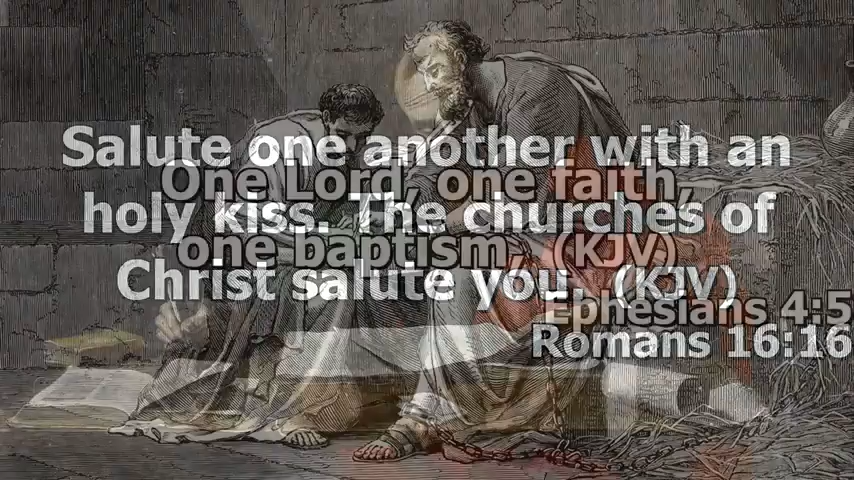 Salute one another with an
holy kiss. The churches of
Christ salute you. (KJV)
Romans 16:16
One Lord, one faith,
one baptism, (KJV)
Ephesians 4:5